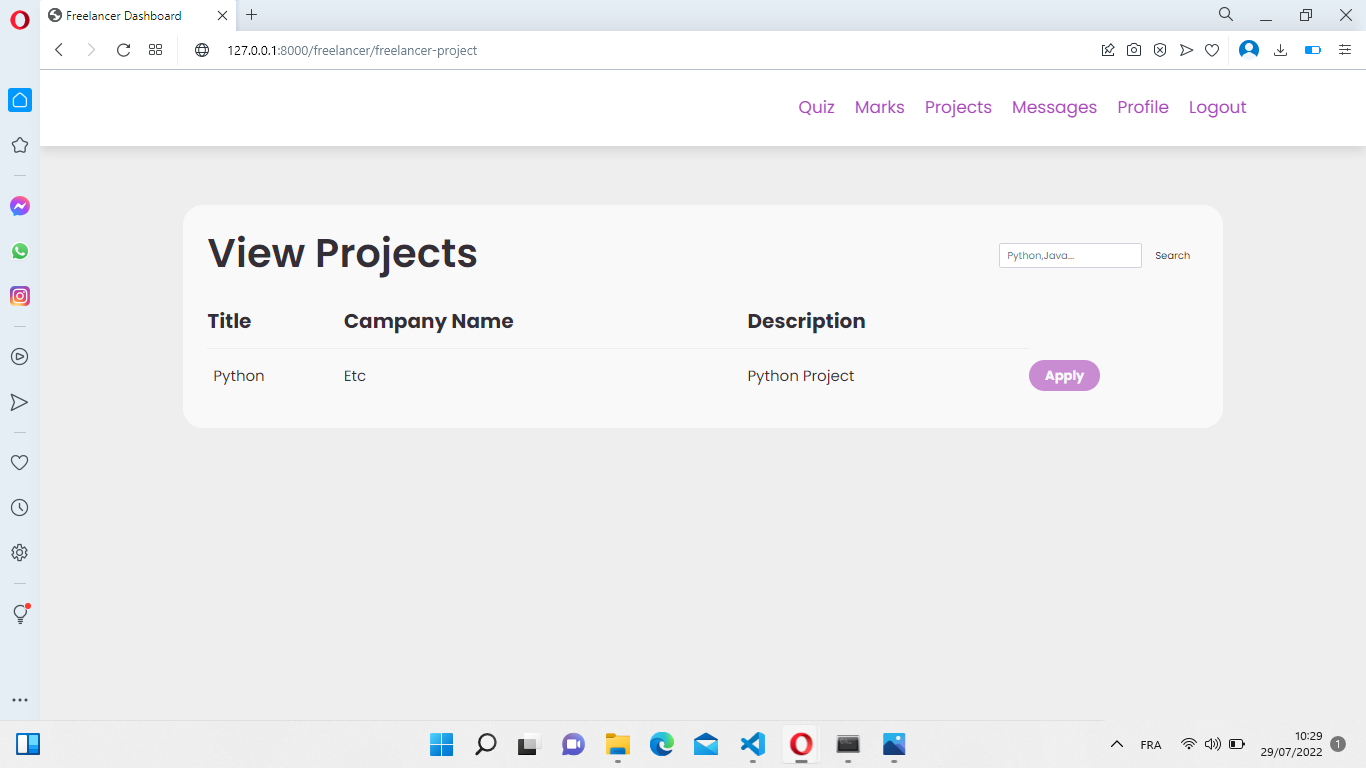 Freelancer Dashboard
127.0.0.1:8000/freelancer/freelancer-project
Quiz Marks Projects Messages Profile Logout
View Projects
Python,Java... Search
Title Campany Name Description
Python Etc Python Project Apply
FRA 10:29
29/07/2022 1